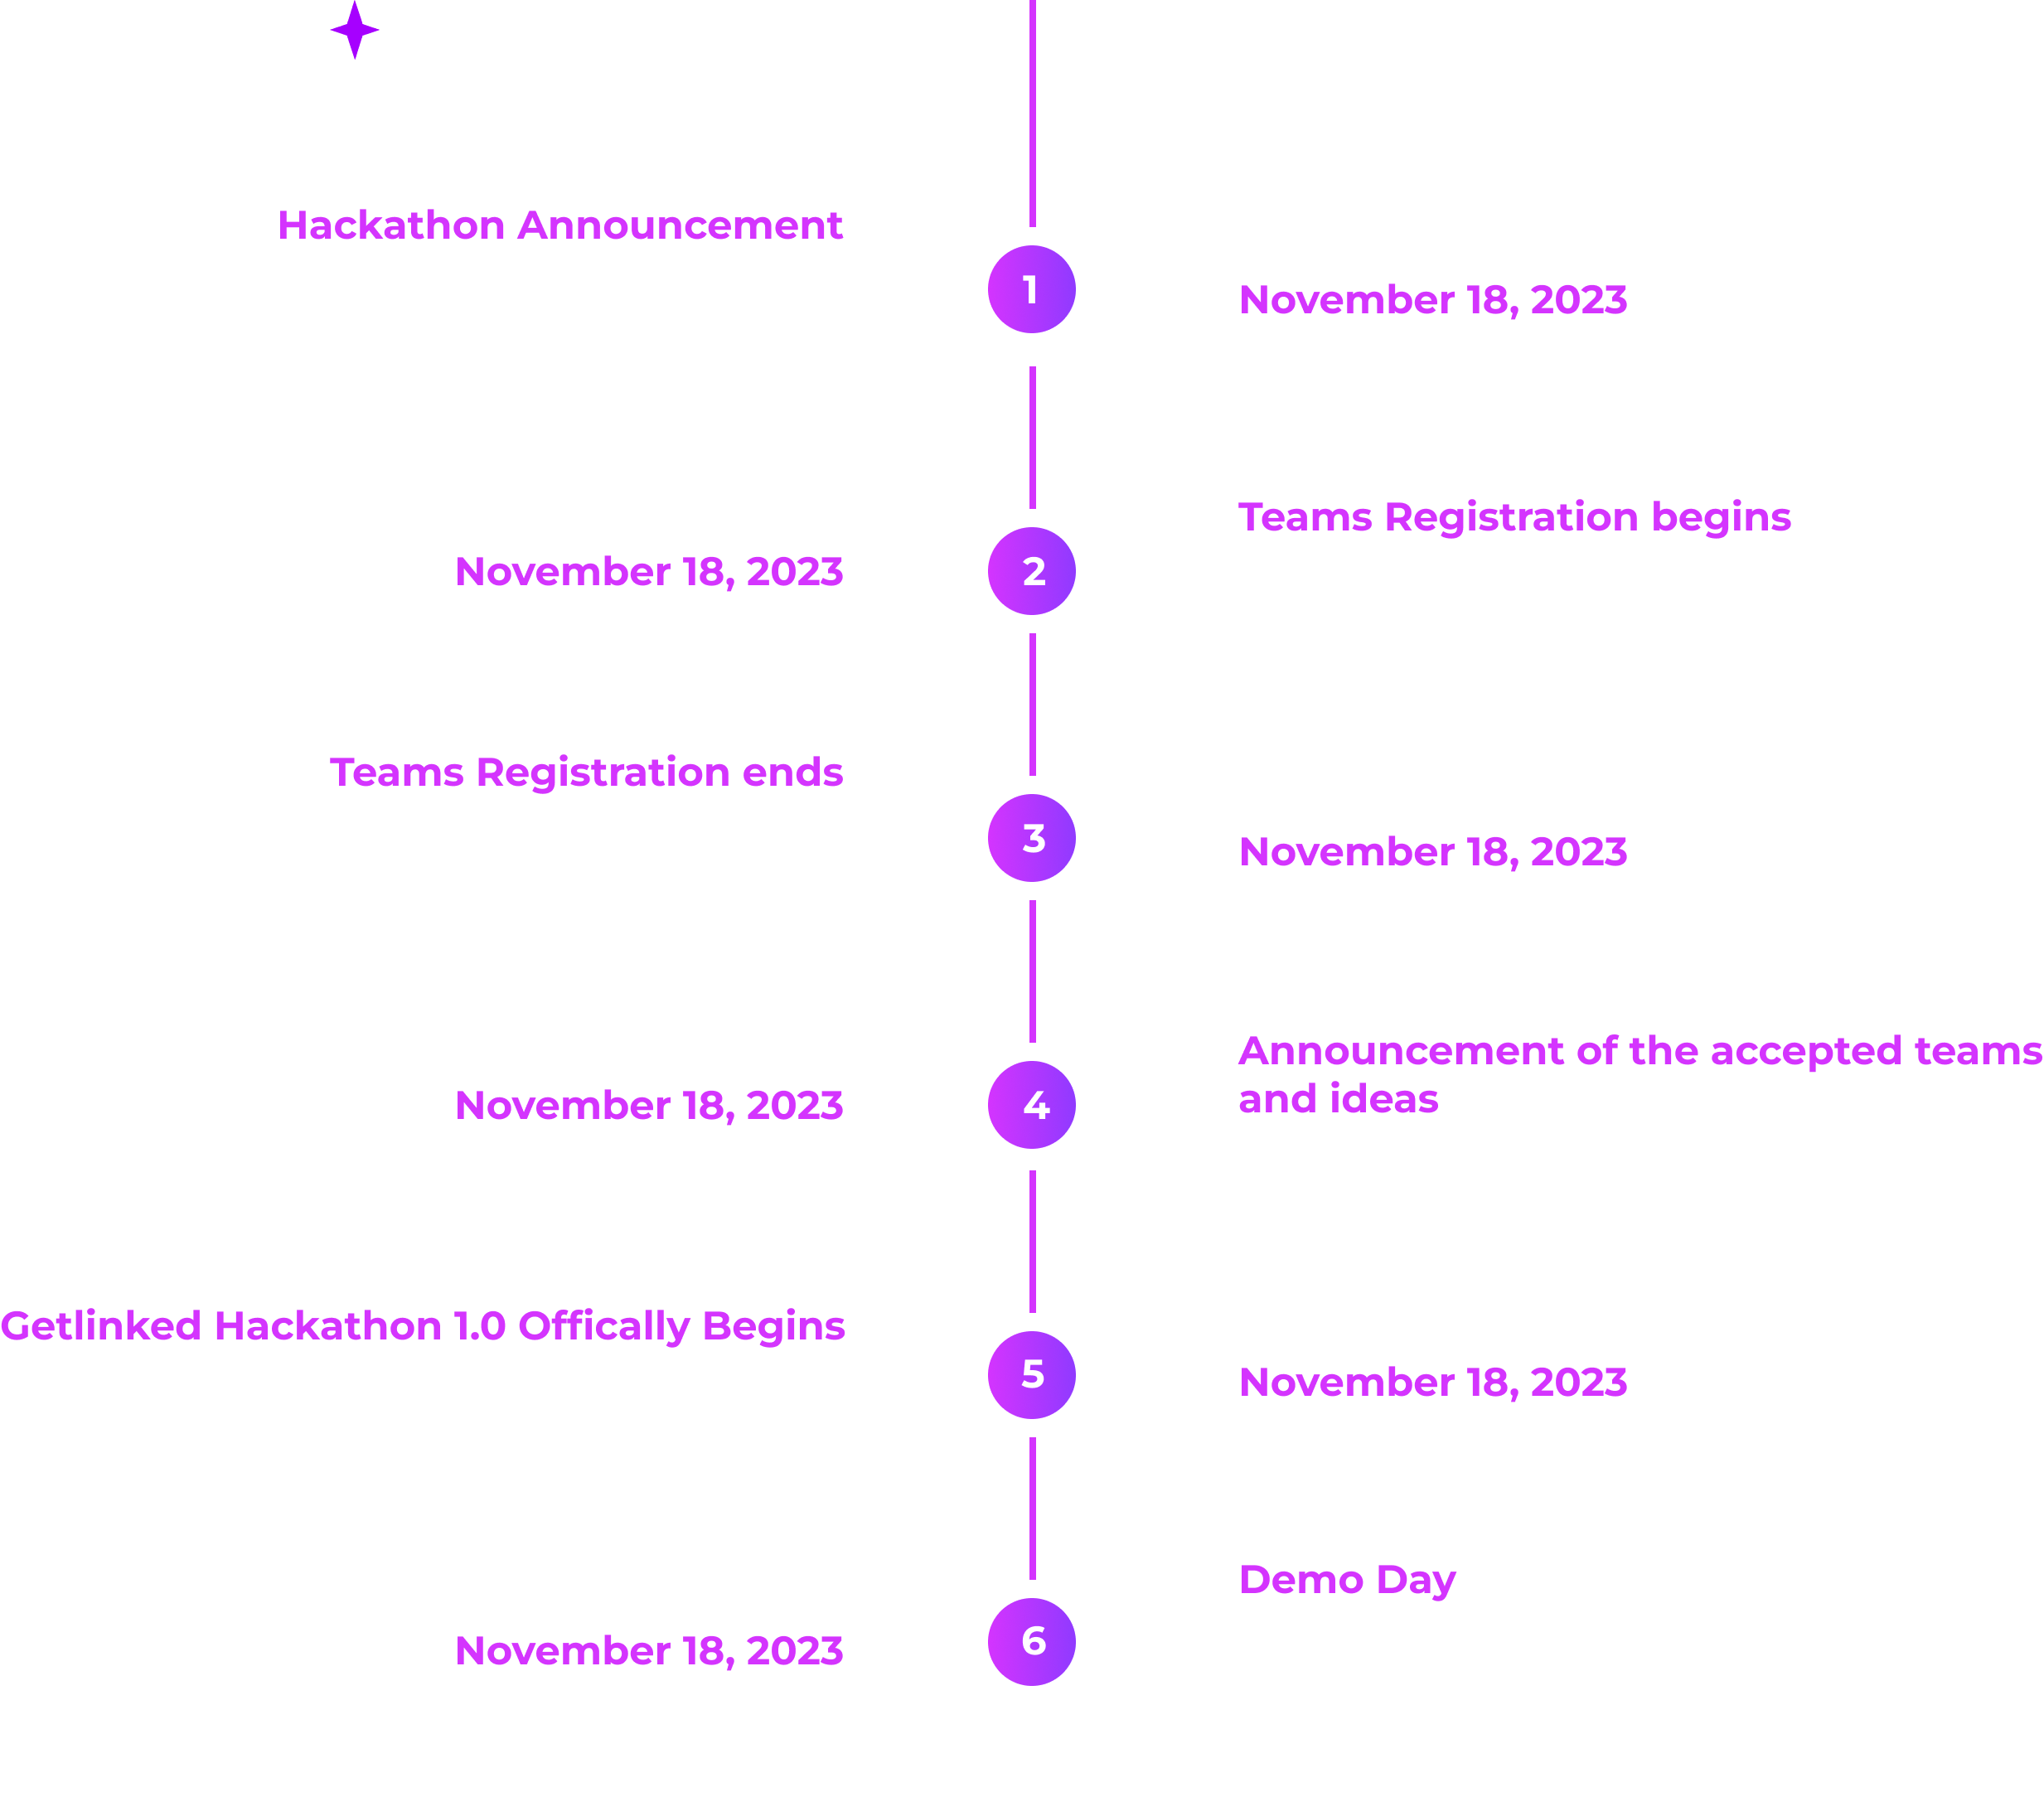 Hackathon Announcement
1
November 18, 2023
Teams Registration begins
November 18, 2023
2
Teams Registration ends
3
November 18, 2023
Announcement of the accepted teams
and ideas
November 18, 2023
4
Getlinked Hackathon 1.0 Offically Begins
5
November 18, 2023
Demo Day
November 18, 2023
6